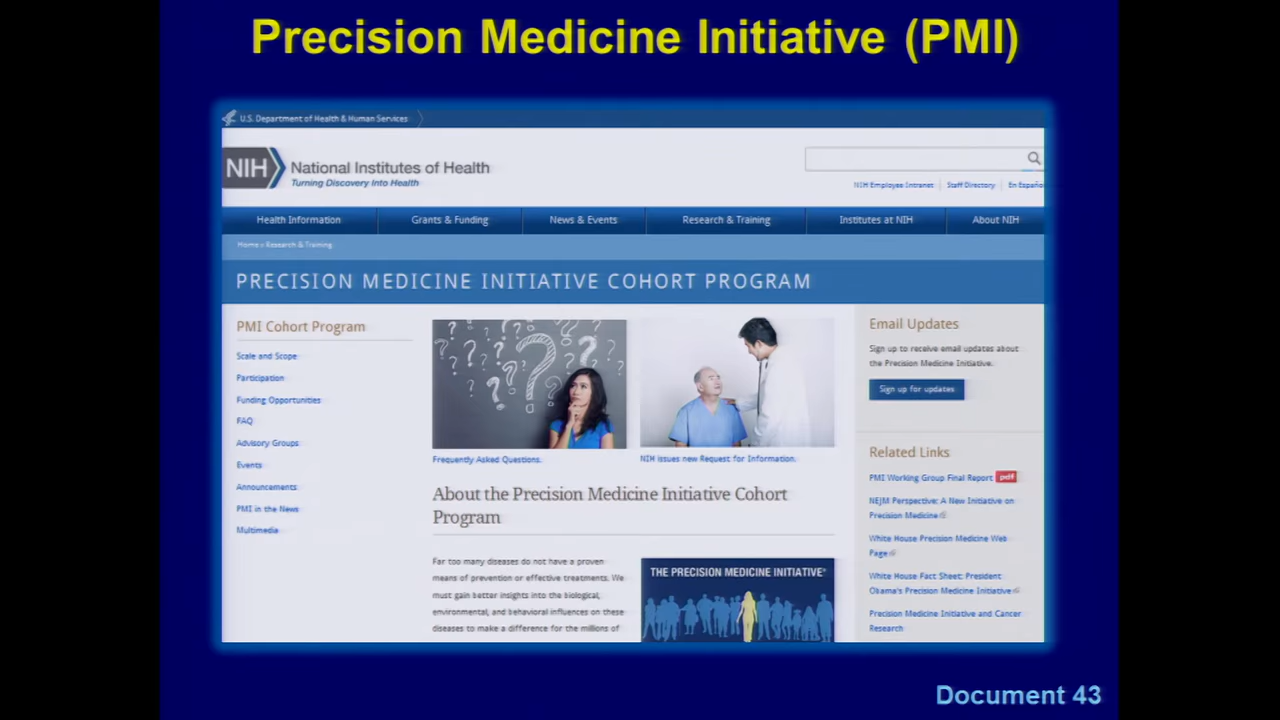 Precision Medicine Initiative (PMI)
U.S. Department of Health & Human Services
NIH
National Institutes of Health
Turning Discovery Into Health
NIH Employee Intranet
Staff Directory
En Español
Health Information
Grants & Funding
News & Events
Research & Training
Institutes at NIH
About NIH
Home » Research & Training
PRECISION MEDICINE INITIATIVE COHORT PROGRAM
PMI Cohort Program
Scale and Scope
Participation
Funding Opportunities
FAQ
Advisory Groups
Events
Announcements
PMI in the News
Multimedia
Frequently Asked Questions.
NIH issues new Request for Information.
About the Precision Medicine Initiative Cohort
Program
Far too many diseases do not have a proven
means of prevention or effective treatments. We
must gain better insights into the biological,
environmental, and behavioral influences on these
diseases to make a difference for the millions of
THE PRECISION MEDICINE INITIATIVE®
Email Updates
Sign up to receive email updates about
the Precision Medicine Initiative.
Sign up for updates
Related Links
PMI Working Group Final Report pdf
NEJM Perspective: A New Initiative on
Precision Medicine
White House Precision Medicine Web
Page
White House Fact Sheet: President
Obama's Precision Medicine Initiative
Precision Medicine Initiative and Cancer
Research
Document 43